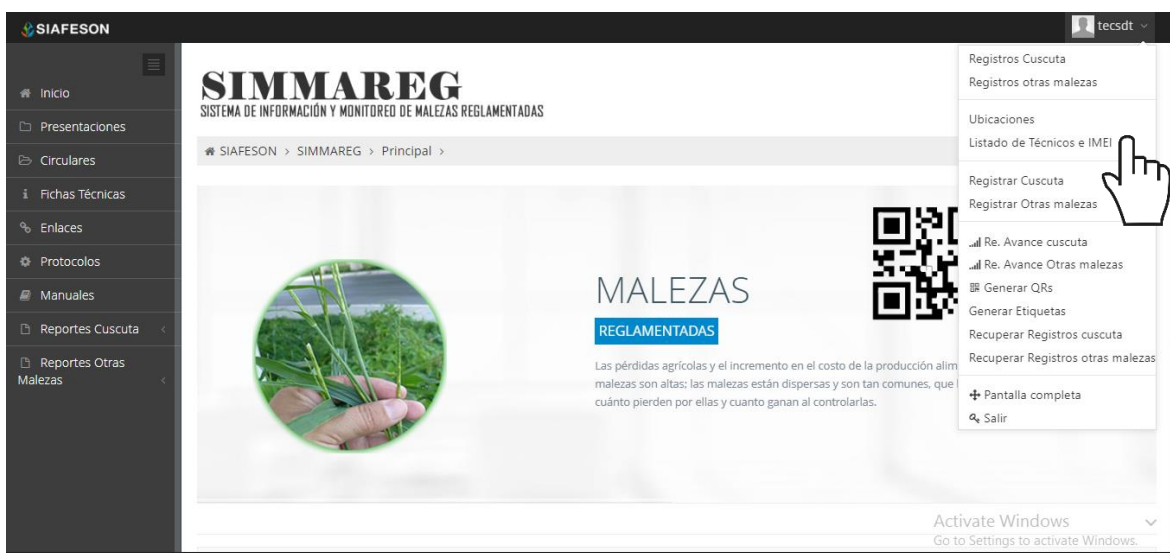 SIAFESON
tecsdt
Inicio
Presentaciones
Circulares
Fichas Técnicas
Enlaces
Protocolos
Manuales
Reportes Cuscuta
Reportes Otras
Malezas
SIMMAREG
SISTEMA DE INFORMACIÓN Y MONITOREO DE MALEZAS REGLAMENTADAS
SIAFESON > SIMMAREG > Principal >
MALEZAS
REGLAMENTADAS
Las pérdidas agrícolas y el incremento en el costo de la producción alim
malezas son altas; las malezas están dispersas y son tan comunes, que
cuánto pierden por ellas y cuanto ganan al controlarlas.
Registros Cuscuta
Registros otras malezas
Ubicaciones
Listado de Técnicos e IMEI
Registrar Cuscuta
Registrar Otras malezas
Re. Avance cuscuta
Re. Avance Otras malezas
Generar QRs
Generar Etiquetas
Recuperar Registros cuscuta
Recuperar Registros otras malezas
Pantalla completa
Salir
Activate Windows
Go to Settings to activate Windows.